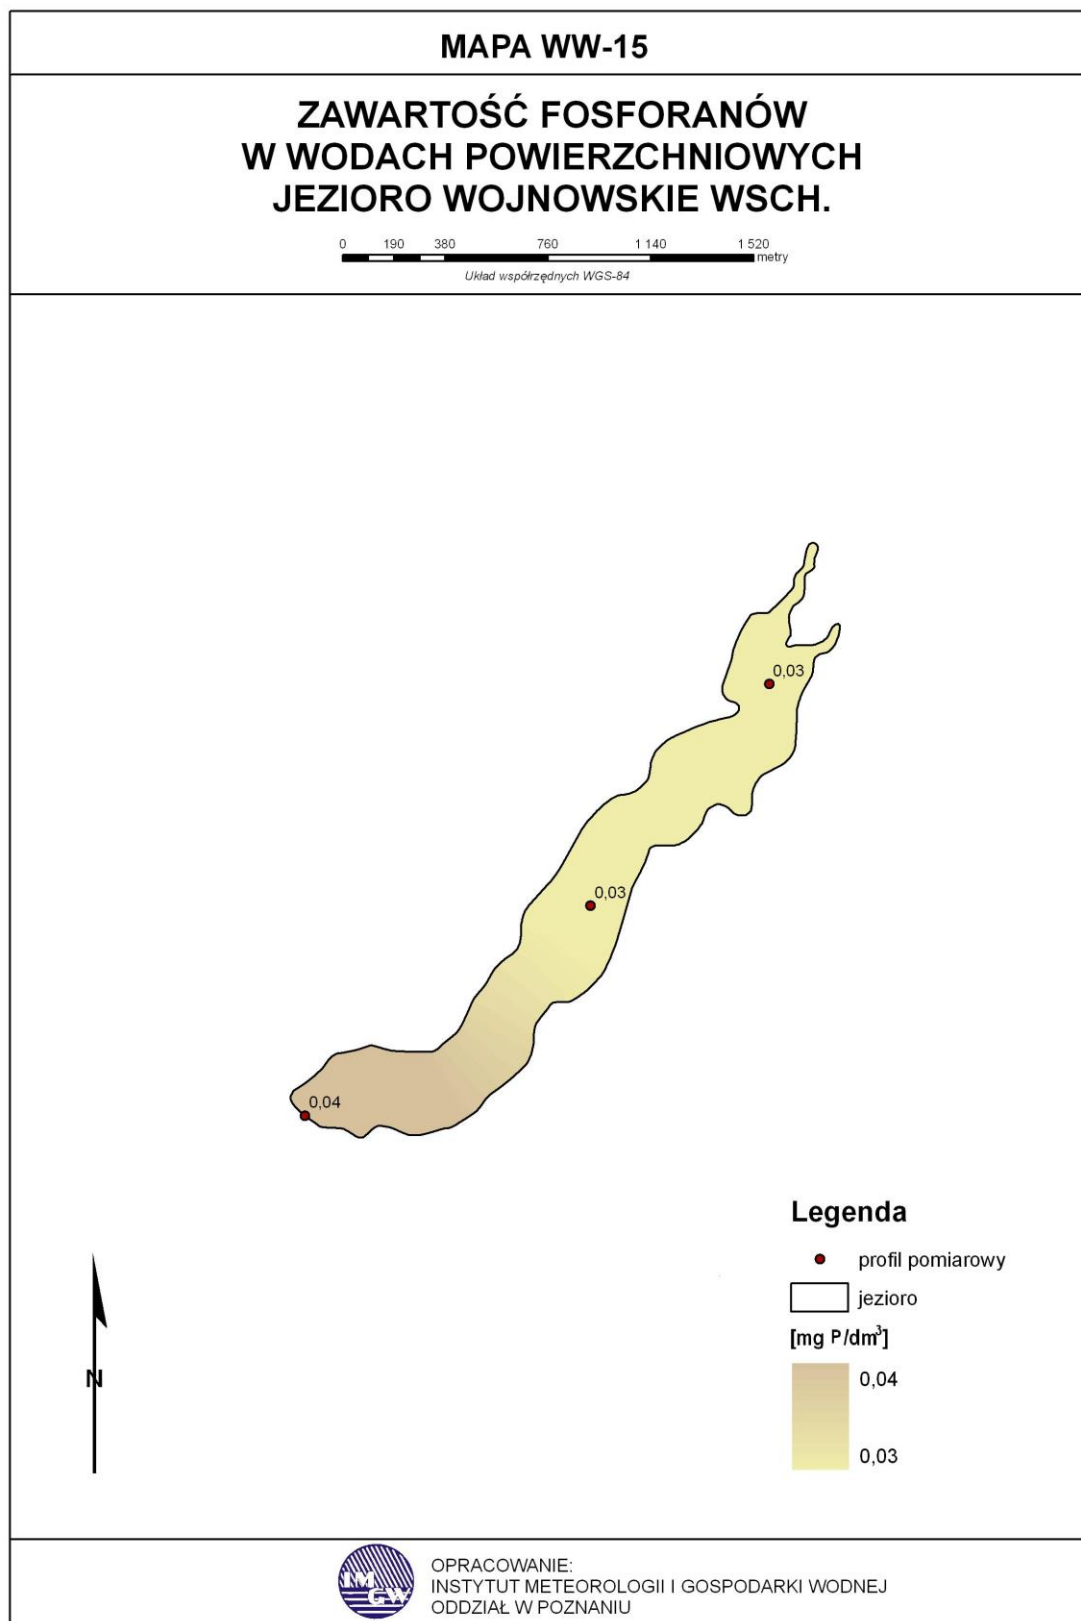 MAPA WW-15
ZAWARTOŚĆ FOSFORANÓW
W WODACH POWIERZCHNIOWYCH
JEZIORO WOJNOWSKIE WSCH.
0 190 380 760 1 140 1 520
metry
Układ współrzędnych WGS-84
0,03
0,03
0,04
Legenda
profil pomiarowy
jezioro
[mg P/dm³]
0,04
0,03
N
IM
GW
OPRACOWANIE:
INSTYTUT METEOROLOGII I GOSPODARKI WODNEJ
ODDZIAŁ W POZNANIU